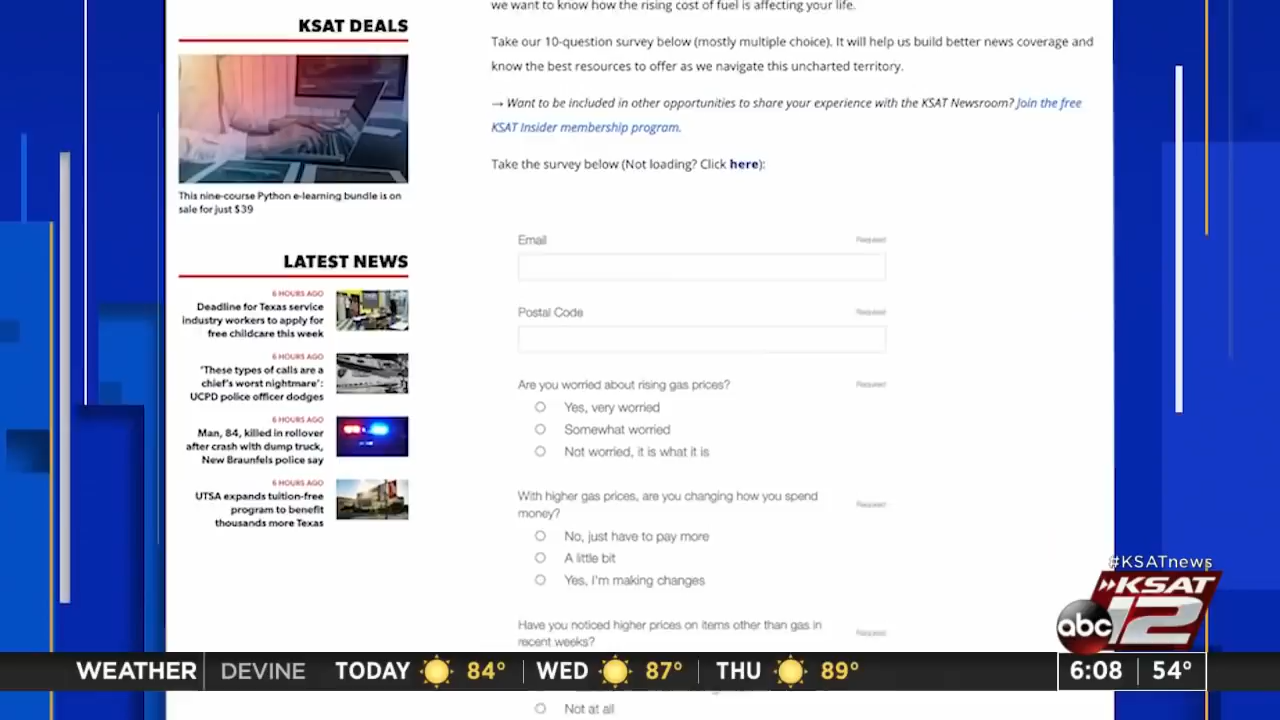 KSAT DEALS
This nine-course Python e-learning bundle is on
sale for just $39
LATEST NEWS
6 HOURS AGO
Deadline for Texas service
industry workers to apply for
free childcare this week
6 HOURS AGO
'These types of calls are a
chief's worst nightmare':
UCPD police officer dodges
6 HOURS AGO
Man, 84, killed in rollover
after crash with dump truck,
New Braunfels police say
6 HOURS AGO
UTSA expands tuition-free
program to benefit
thousands more Texas
we want to know how the rising cost of fuel is affecting your life.
Take our 10-question survey below (mostly multiple choice). It will help us build better news coverage and
know the best resources to offer as we navigate this uncharted territory.
→ Want to be included in other opportunities to share your experience with the KSAT Newsroom? Join the free
KSAT Insider membership program.
Take the survey below (Not loading? Click here):
Email Required
Postal Code Required
Are you worried about rising gas prices? Required
Yes, very worried
Somewhat worried
Not worried, it is what it is
With higher gas prices, are you changing how you spend
money? Required
No, just have to pay more
A little bit
Yes, I'm making changes
Have you noticed higher prices on items other than gas in
recent weeks? Required
Not at all
#KSATnews
KSAT
abc 12
WEATHER DEVINE TODAY 84° WED 87° THU 89° 6:08 54°